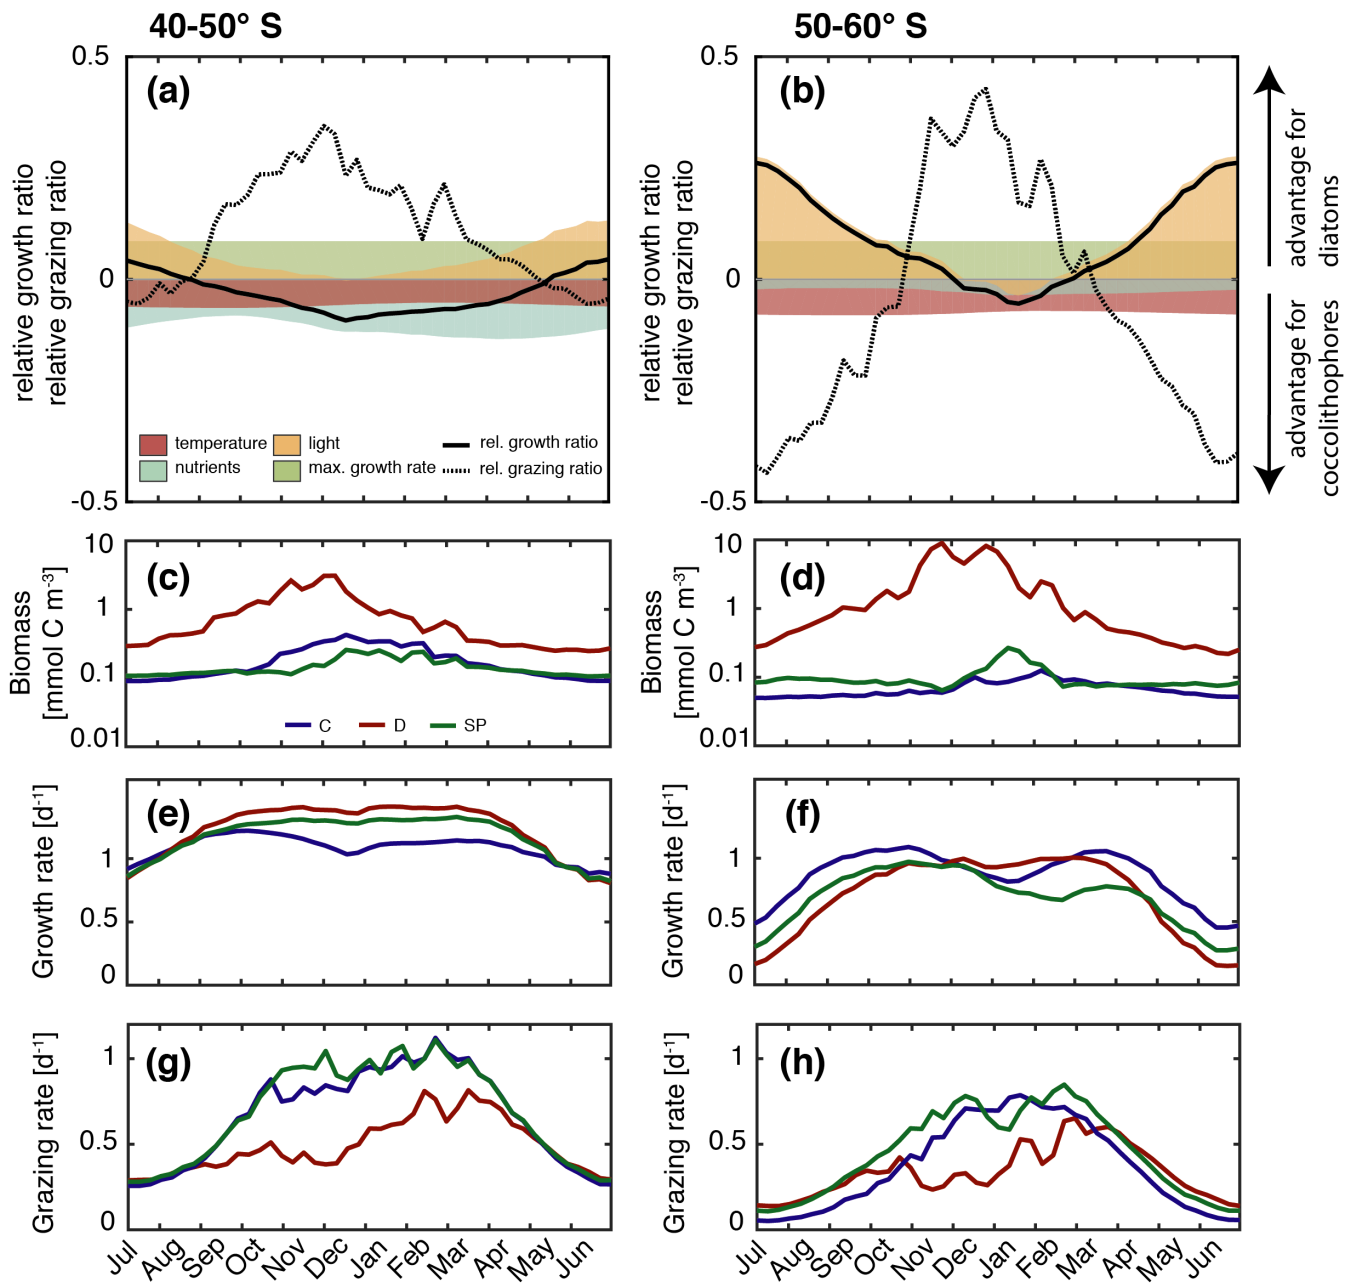 40-50° S
50-60° S
(a)
0.5
0
-0.5
relative growth ratio
relative grazing ratio
temperature
light
rel. growth ratio
nutrients
max. growth rate
rel. grazing ratio
(b)
0.5
0
-0.5
relative growth ratio
relative grazing ratio
advantage for
diatoms
advantage for
coccolithophores
(c)
10
1
0.1
0.01
Biomass
[mmol C m-3]
C
D
SP
(d)
10
1
0.1
0.01
Biomass
[mmol C m-3]
(e)
1
0.5
0
Growth rate [d-1]
(f)
1
0.5
0
Growth rate [d-1]
(g)
1
0.5
0
Grazing rate [d-1]
Jul
Aug
Sep
Oct
Nov
Dec
Jan
Feb
Mar
Apr
May
Jun
(h)
1
0.5
0
Grazing rate [d-1]
Jul
Aug
Sep
Oct
Nov
Dec
Jan
Feb
Mar
Apr
May
Jun